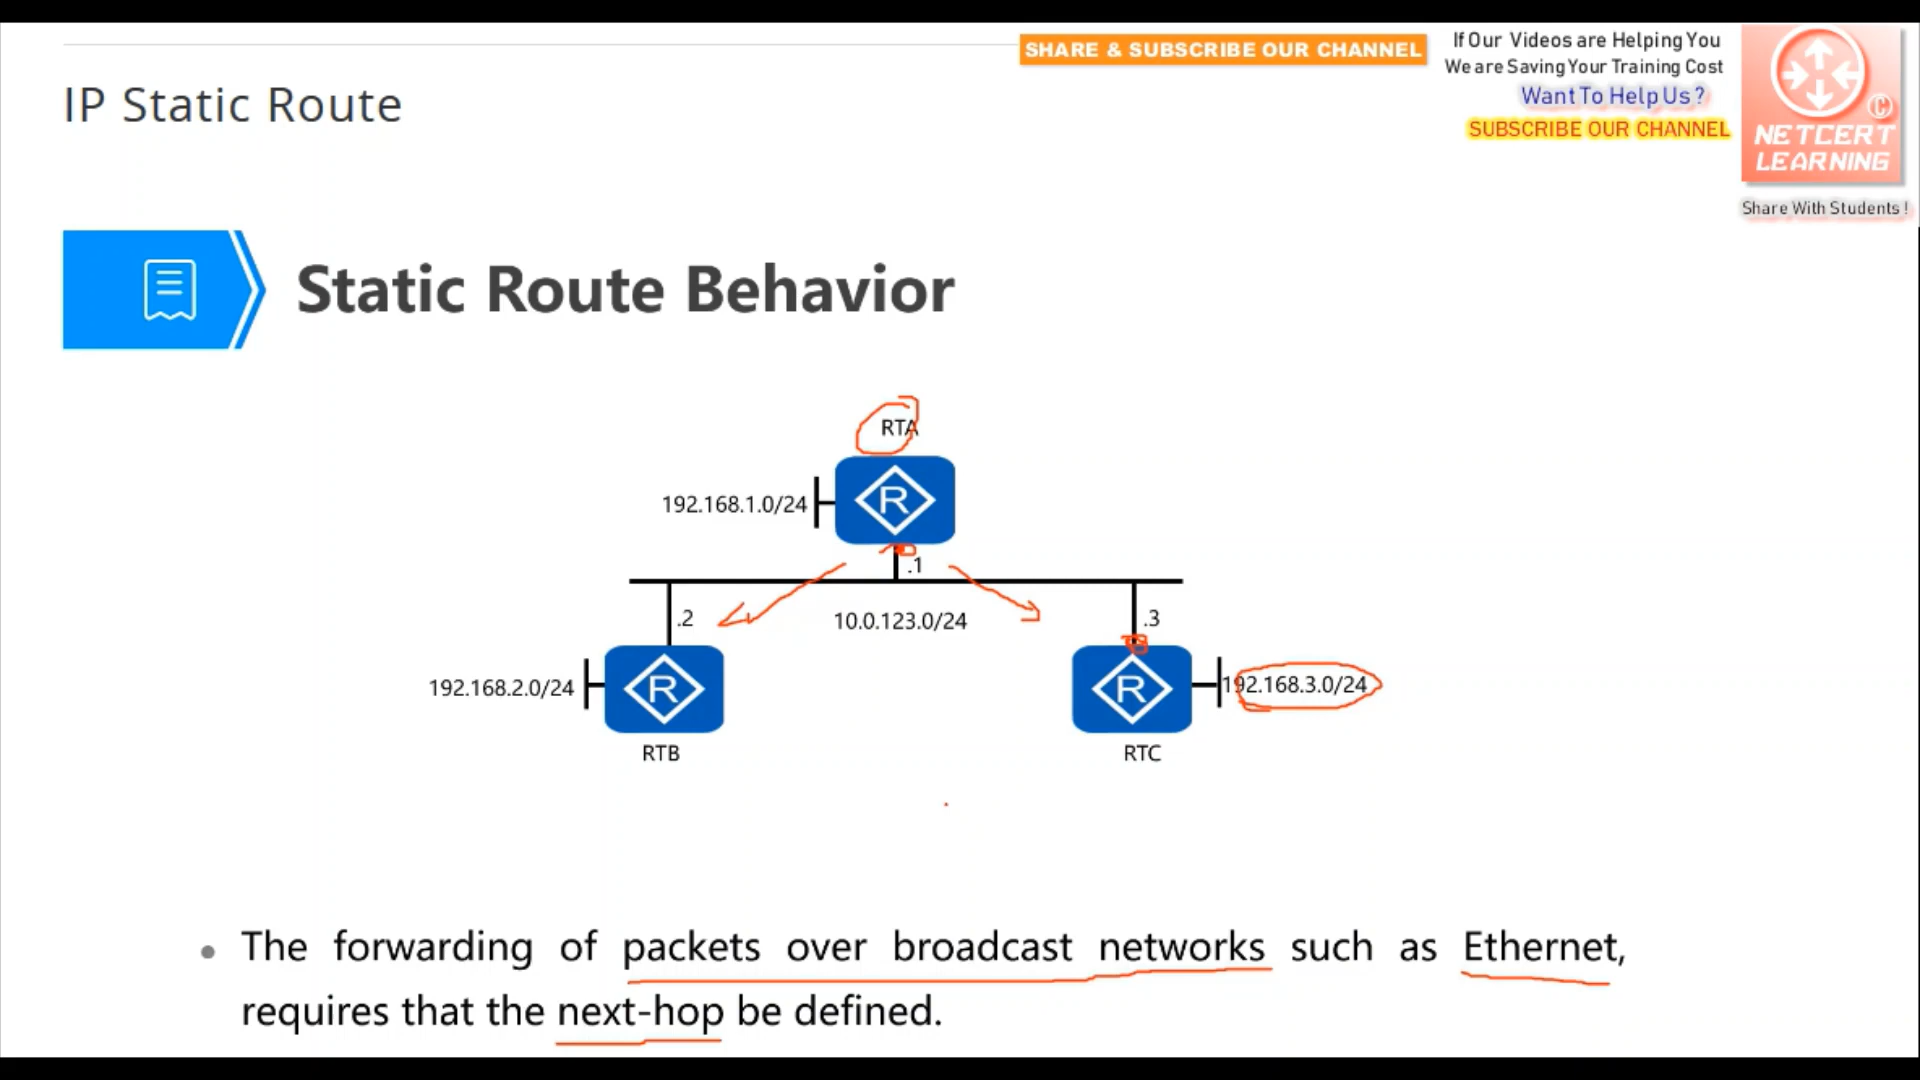 SHARE & SUBSCRIBE OUR CHANNEL
If Our Videos are Helping You
We are Saving Your Training Cost
Want To Help Us ?
SUBSCRIBE OUR CHANNEL
©
NETCERT
LEARNING
Share With Students !
IP Static Route
Static Route Behavior
RTA
192.168.1.0/24
R
.1
.2
10.0.123.0/24
.3
192.168.2.0/24
R
R
192.168.3.0/24
RTB
RTC
• The forwarding of packets over broadcast networks such as Ethernet,
requires that the next-hop be defined.